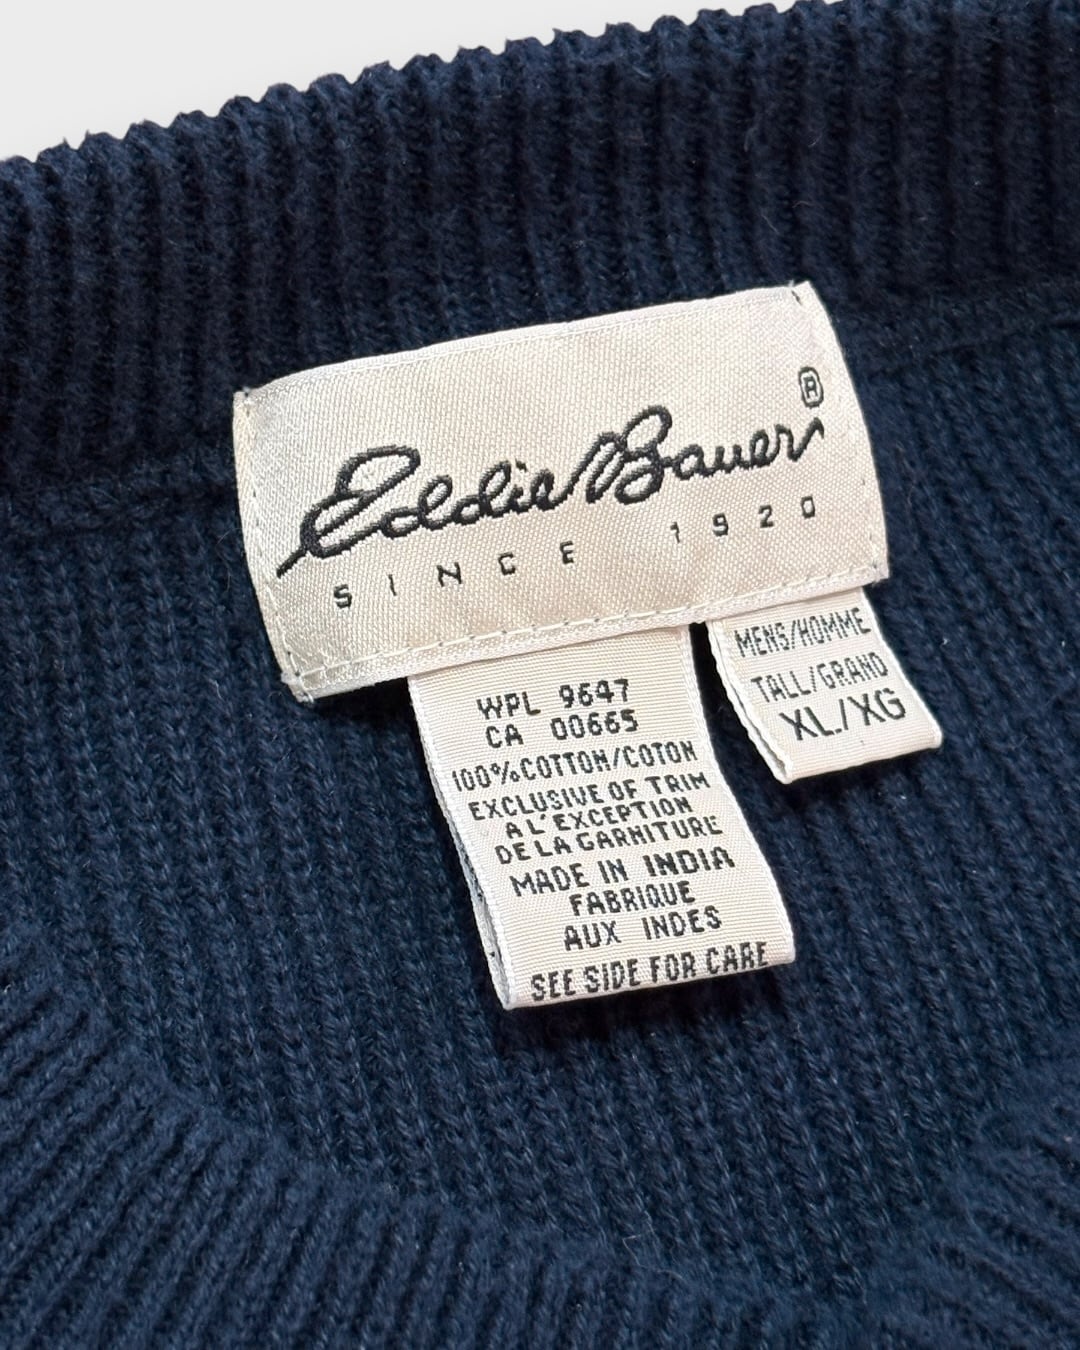 Eddie Bauer®
SINCE 1920
WPL 9647
CA 00665
100% COTTON/COTON
EXCLUSIVE OF TRIM
A L'EXCEPTION
DE LA GARNITURE
MADE IN INDIA
FABRIQUE
AUX INDES
SEE SIDE FOR CARE
MENS/HOMME
TALL/GRAND
XL./XG